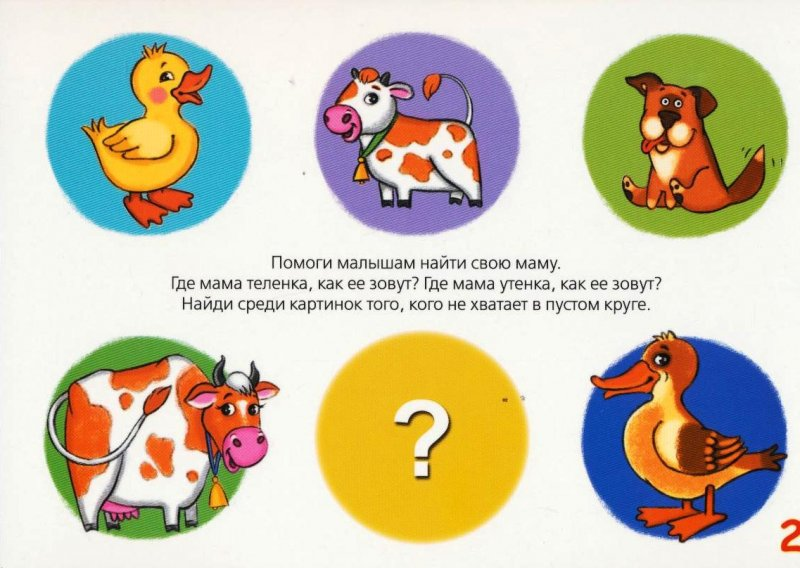 Помоги малышам найти свою маму.
Где мама теленка, как ее зовут? Где мама утенка, как ее зовут?
Найди среди картинок того, кого не хватает в пустом круге.
?
2